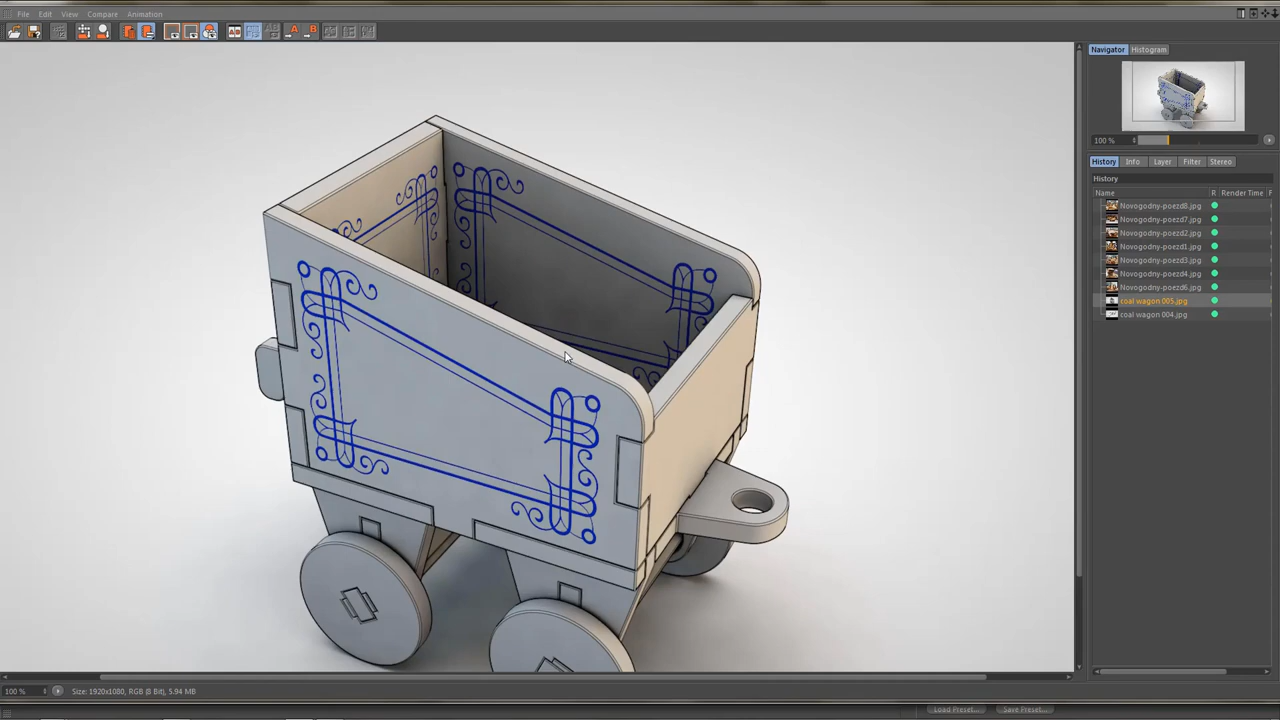 File Edit View Compare Animation
A B
Navigator Histogram
100 %
History Info Layer Filter Stereo
History
Name R Render Time F
Novogodny-poezd8.jpg
Novogodny-poezd7.jpg
Novogodny-poezd2.jpg
Novogodny-poezd1.jpg
Novogodny-poezd3.jpg
Novogodny-poezd4.jpg
Novogodny-poezd6.jpg
coal wagon 005.jpg
coal wagon 004.jpg
100 % Size: 1920x1080, RGB (8 Bit), 5.94 MB
Load Preset... Save Preset...